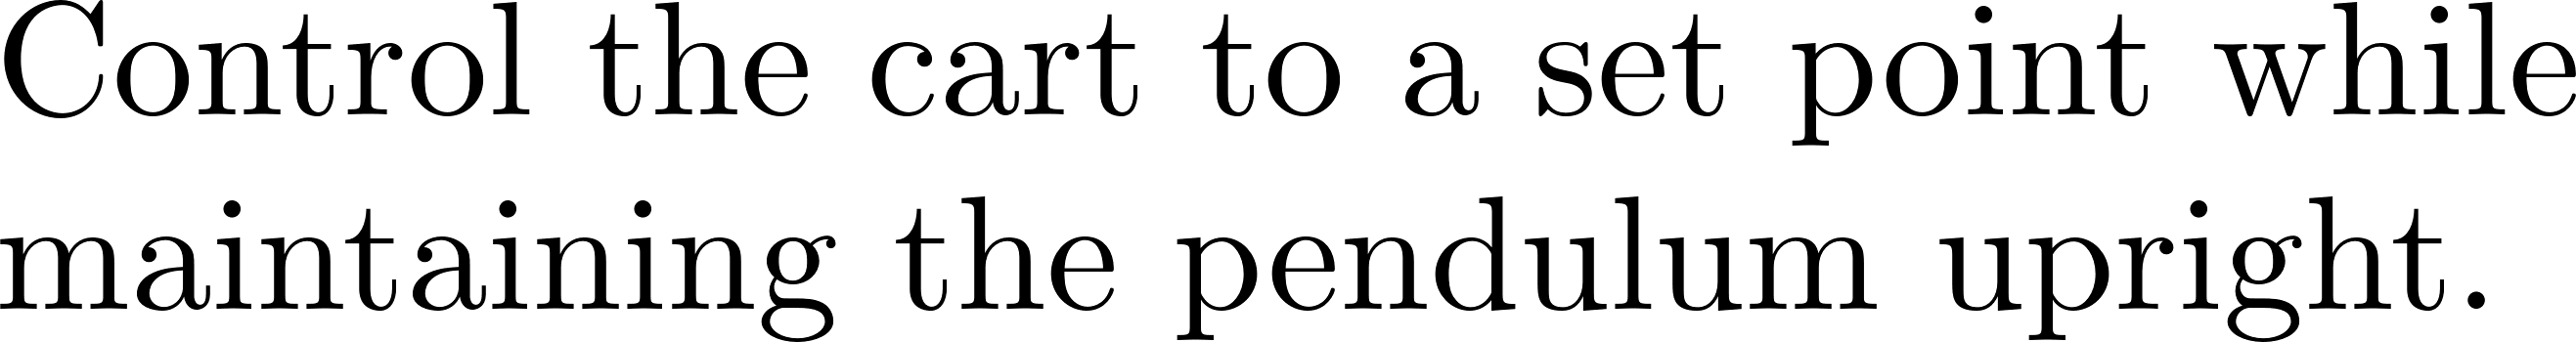 Control the cart to a set point while
maintaining the pendulum upright.